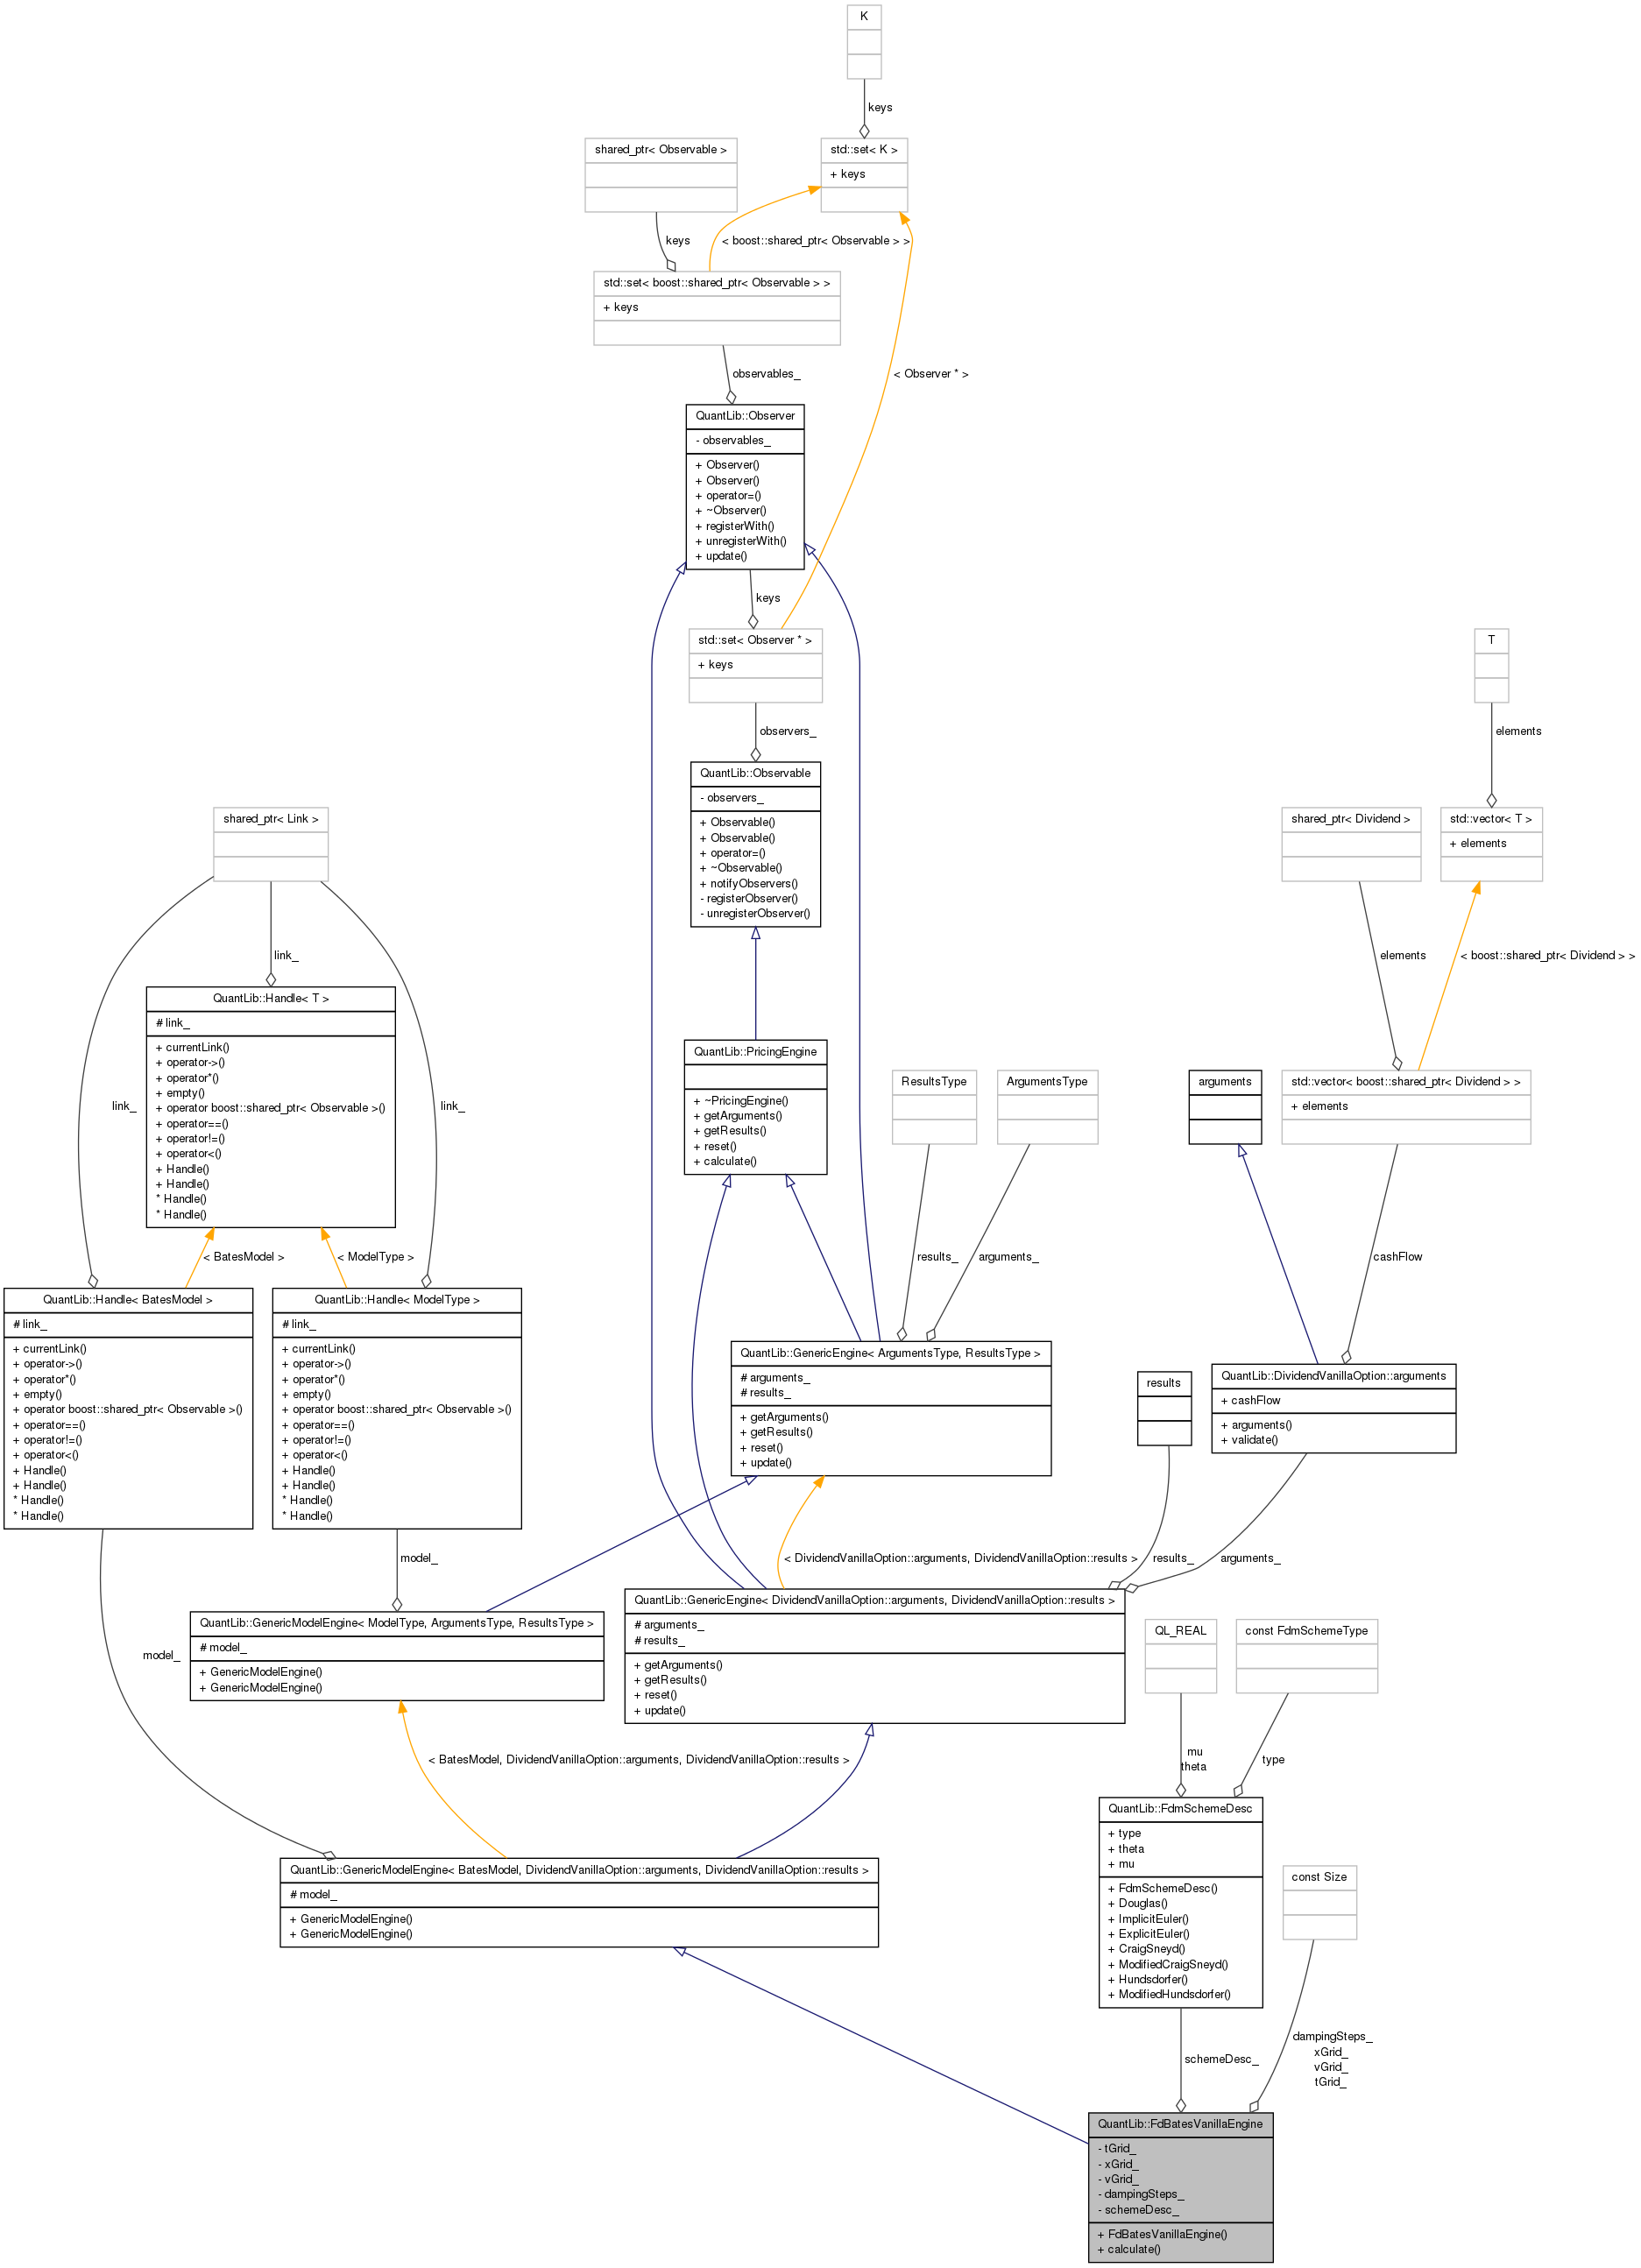 K
keys
shared_ptr< Observable >
std::set< K >
+ keys
keys
< boost::shared_ptr< Observable > >
std::set< boost::shared_ptr< Observable > >
+ keys
observables_
< Observer * >
QuantLib::Observer
- observables_
+ Observer()
+ Observer()
+ operator=()
+ ~Observer()
+ registerWith()
+ unregisterWith()
+ update()
keys
std::set< Observer * >
+ keys
T
observers_
elements
QuantLib::Observable
- observers_
+ Observable()
+ Observable()
+ operator=()
+ ~Observable()
+ notifyObservers()
- registerObserver()
- unregisterObserver()
shared_ptr< Link >
shared_ptr< Dividend >
std::vector< T >
+ elements
link_
elements
< boost::shared_ptr< Dividend > >
QuantLib::Handle< T >
# link_
+ currentLink()
+ operator->()
+ operator*()
+ empty()
+ operator boost::shared_ptr< Observable >()
+ operator==()
+ operator!=()
+ operator<()
+ Handle()
+ Handle()
* Handle()
* Handle()
link_
link_
QuantLib::PricingEngine
+ ~PricingEngine()
+ getArguments()
+ getResults()
+ reset()
+ calculate()
ResultsType
ArgumentsType
arguments
std::vector< boost::shared_ptr< Dividend > >
+ elements
< BatesModel >
< ModelType >
results_
arguments_
cashFlow
QuantLib::Handle< BatesModel >
# link_
+ currentLink()
+ operator->()
+ operator*()
+ empty()
+ operator boost::shared_ptr< Observable >()
+ operator==()
+ operator!=()
+ operator<()
+ Handle()
+ Handle()
* Handle()
* Handle()
QuantLib::Handle< ModelType >
# link_
+ currentLink()
+ operator->()
+ operator*()
+ empty()
+ operator boost::shared_ptr< Observable >()
+ operator==()
+ operator!=()
+ operator<()
+ Handle()
+ Handle()
* Handle()
* Handle()
QuantLib::GenericEngine< ArgumentsType, ResultsType >
# arguments_
# results_
+ getArguments()
+ getResults()
+ reset()
+ update()
results
QuantLib::DividendVanillaOption::arguments
+ cashFlow
+ arguments()
+ validate()
model_
< DividendVanillaOption::arguments, DividendVanillaOption::results >
results_
arguments_
model_
QuantLib::GenericModelEngine< ModelType, ArgumentsType, ResultsType >
# model_
+ GenericModelEngine()
+ GenericModelEngine()
QuantLib::GenericEngine< DividendVanillaOption::arguments, DividendVanillaOption::results >
# arguments_
# results_
+ getArguments()
+ getResults()
+ reset()
+ update()
QL_REAL
const FdmSchemeType
< BatesModel, DividendVanillaOption::arguments, DividendVanillaOption::results >
mu
theta
type
QuantLib::GenericModelEngine< BatesModel, DividendVanillaOption::arguments, DividendVanillaOption::results >
# model_
+ GenericModelEngine()
+ GenericModelEngine()
QuantLib::FdmSchemeDesc
+ type
+ theta
+ mu
+ FdmSchemeDesc()
+ Douglas()
+ ImplicitEuler()
+ ExplicitEuler()
+ CraigSneyd()
+ ModifiedCraigSneyd()
+ Hundsdorfer()
+ ModifiedHundsdorfer()
const Size
schemeDesc_
dampingSteps_
xGrid_
vGrid_
tGrid_
QuantLib::FdBatesVanillaEngine
- tGrid_
- xGrid_
- vGrid_
- dampingSteps_
- schemeDesc_
+ FdBatesVanillaEngine()
+ calculate()